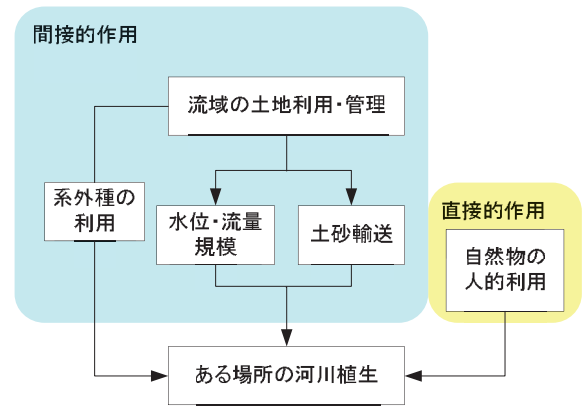 間接的作用
流域の土地利用・管理
系外種の
利用
水位・流量
規模
土砂輸送
直接的作用
自然物の
人的利用
ある場所の河川植生